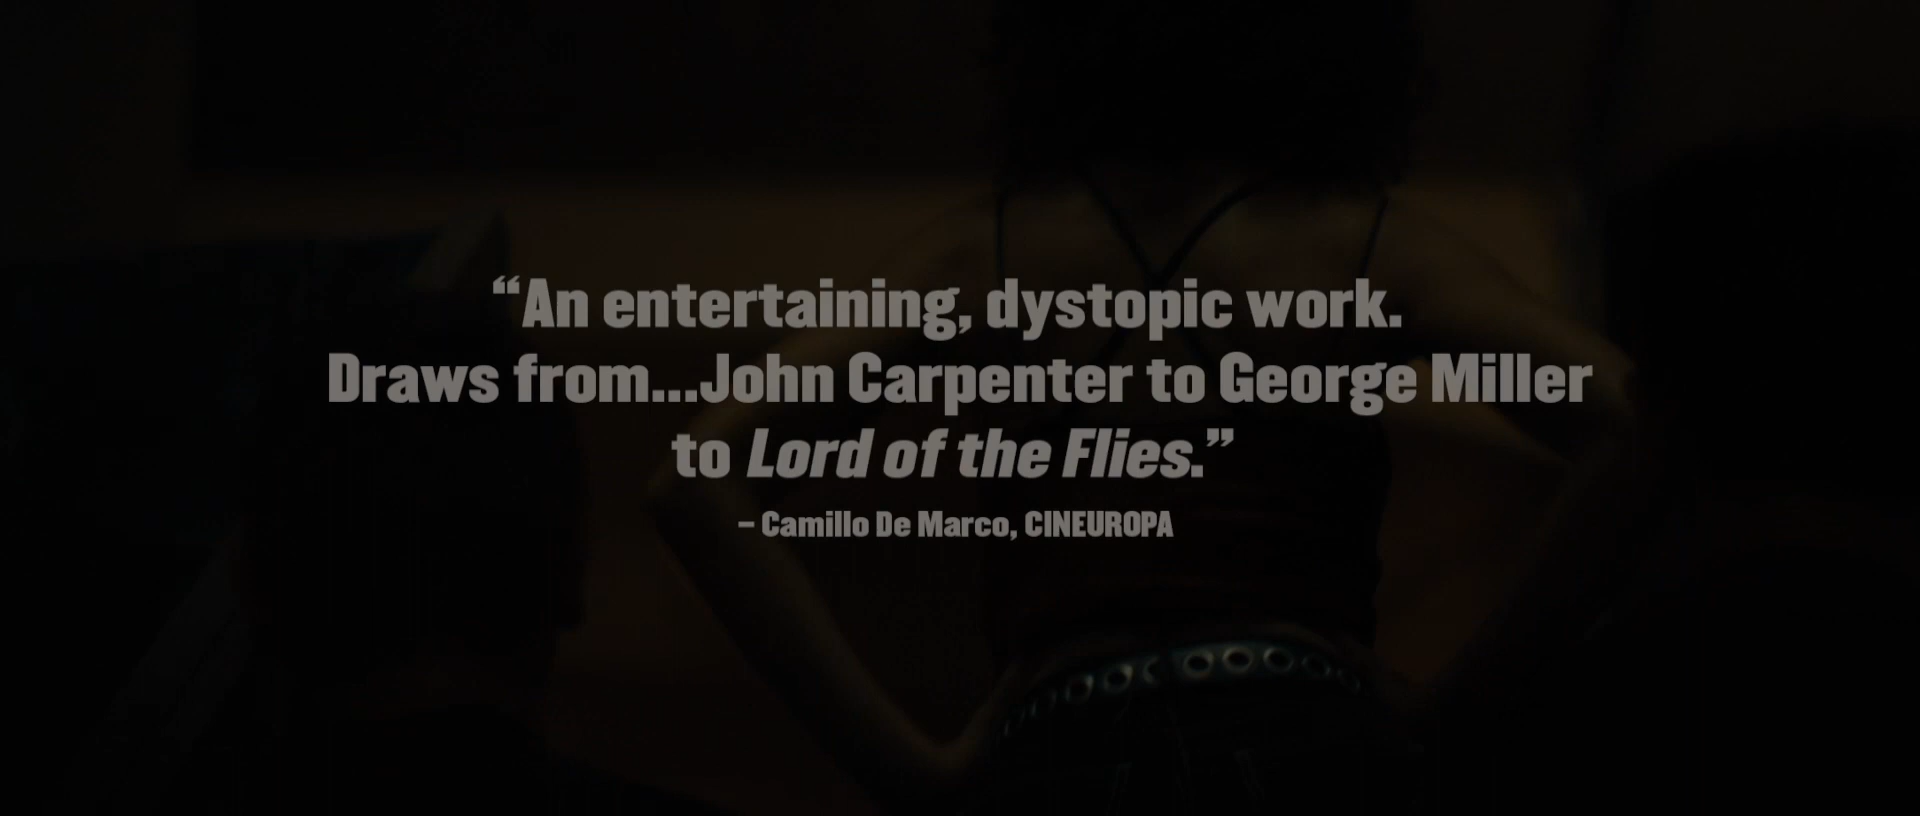 “An entertaining, dystopic work.
Draws from...John Carpenter to George Miller
to Lord of the Flies.”
– Camillo De Marco, CINEUROPA